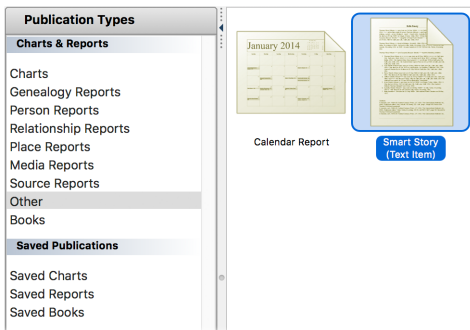 Publication Types
Charts & Reports
Charts
Genealogy Reports
Person Reports
Relationship Reports
Place Reports
Media Reports
Source Reports
Other
Books
Saved Publications
Saved Charts
Saved Reports
Saved Books
January 2014
Calendar Report
Smart Story
(Text Item)